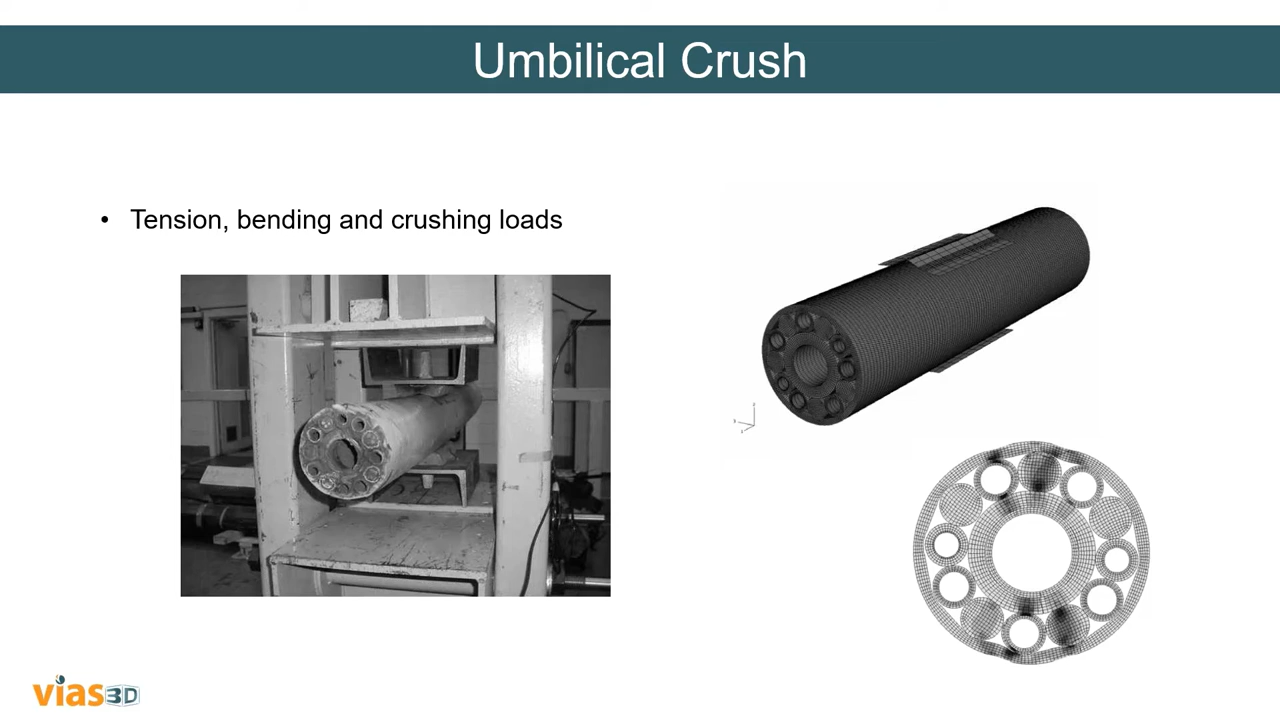 Umbilical Crush
• Tension, bending and crushing loads
vias3D